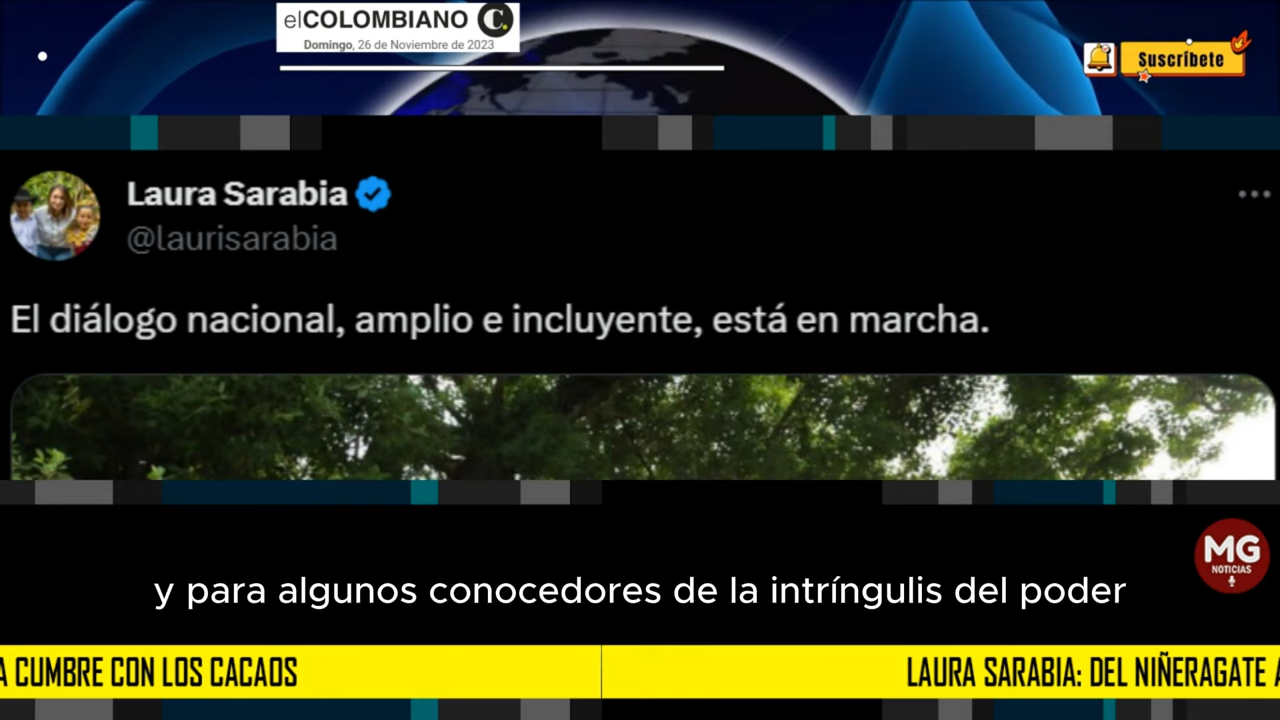 elCOLOMBIANO C.
Domingo, 26 de Noviembre de 2023
Suscríbete
Laura Sarabia
@laurisarabia
El diálogo nacional, amplio e incluyente, está en marcha.
MG
NOTICIAS
y para algunos conocedores de la intríngulis del poder
A CUMBRE CON LOS CACAOS
LAURA SARABIA: DEL NIÑERAGATE A